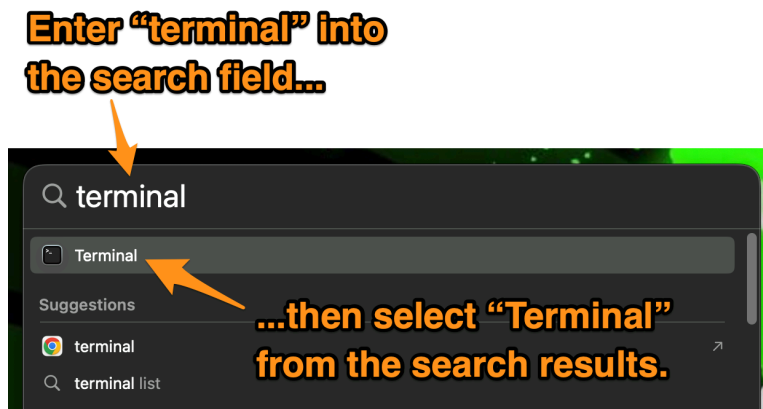 Enter “terminal” into
the search field...
terminal
Terminal
Suggestions
...then select “Terminal”
from the search results.
terminal
terminal list